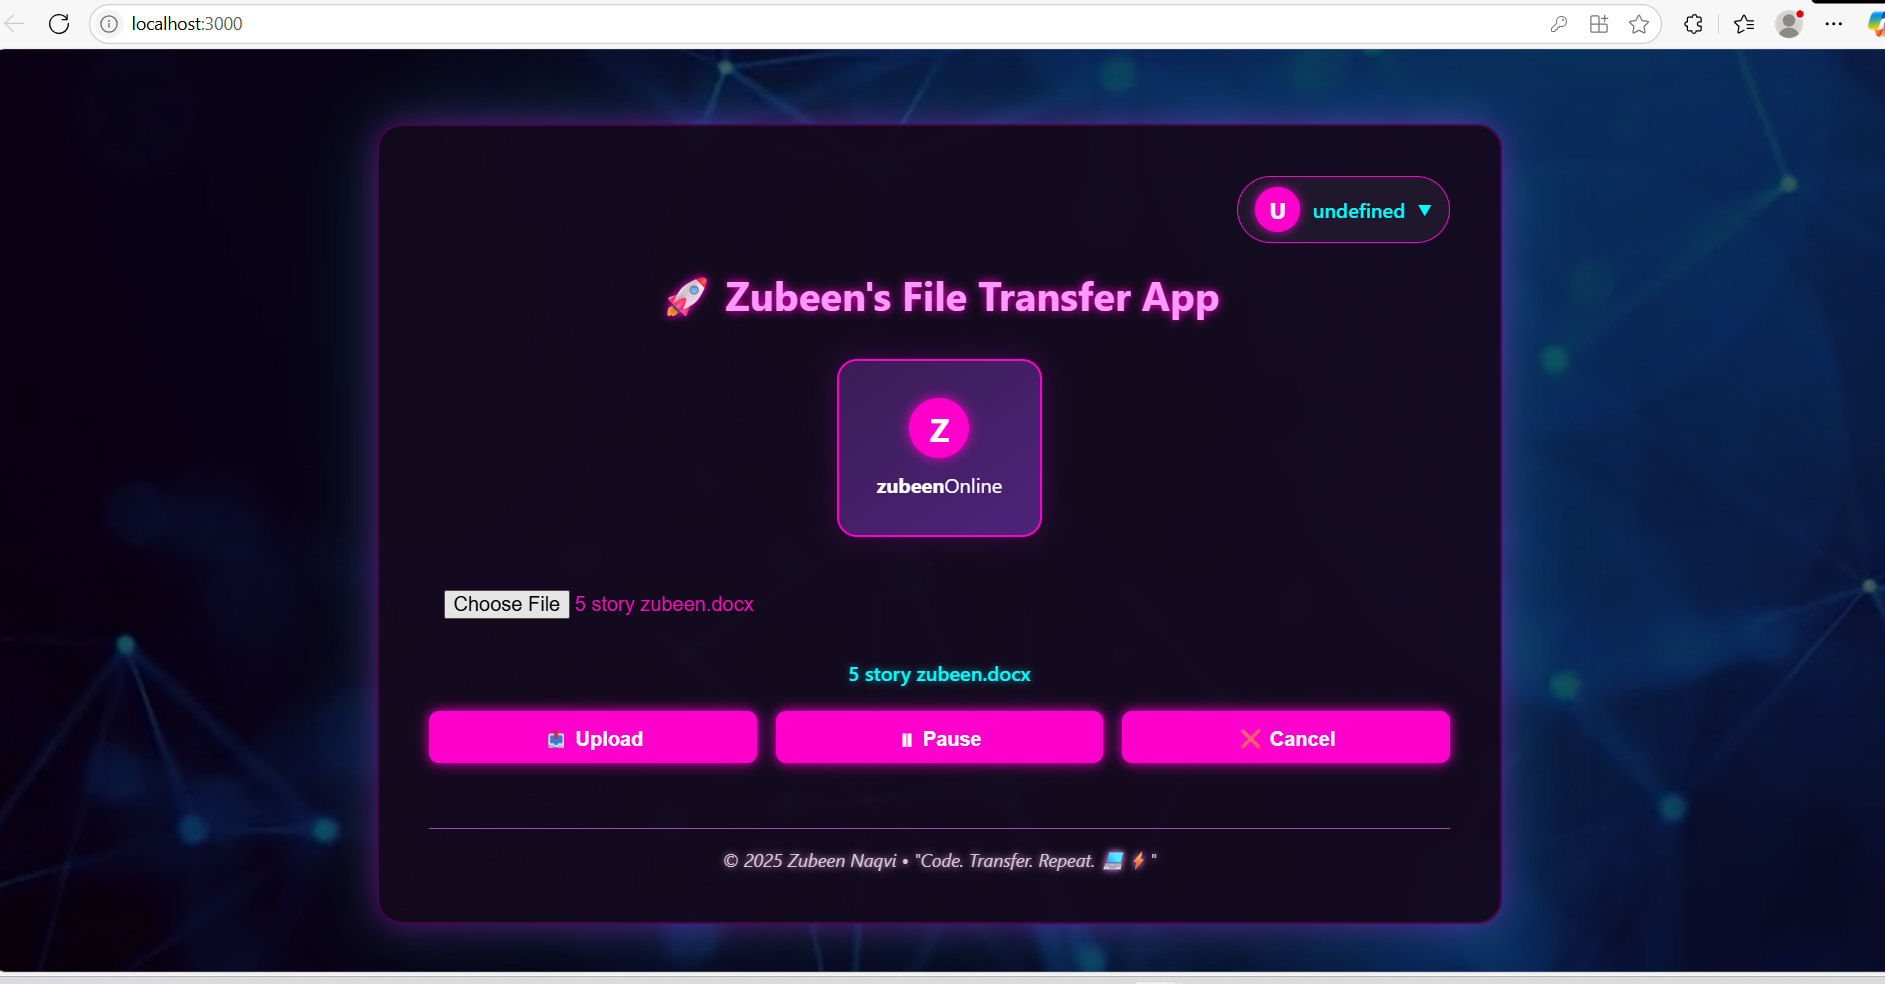 localhost:3000
U undefined ▼
🚀 Zubeen's File Transfer App
Z
zubeenOnline
Choose File 5 story zubeen.docx
5 story zubeen.docx
📤 Upload
⏸ Pause
❌ Cancel
© 2025 Zubeen Naqvi • "Code. Transfer. Repeat. 💻⚡"